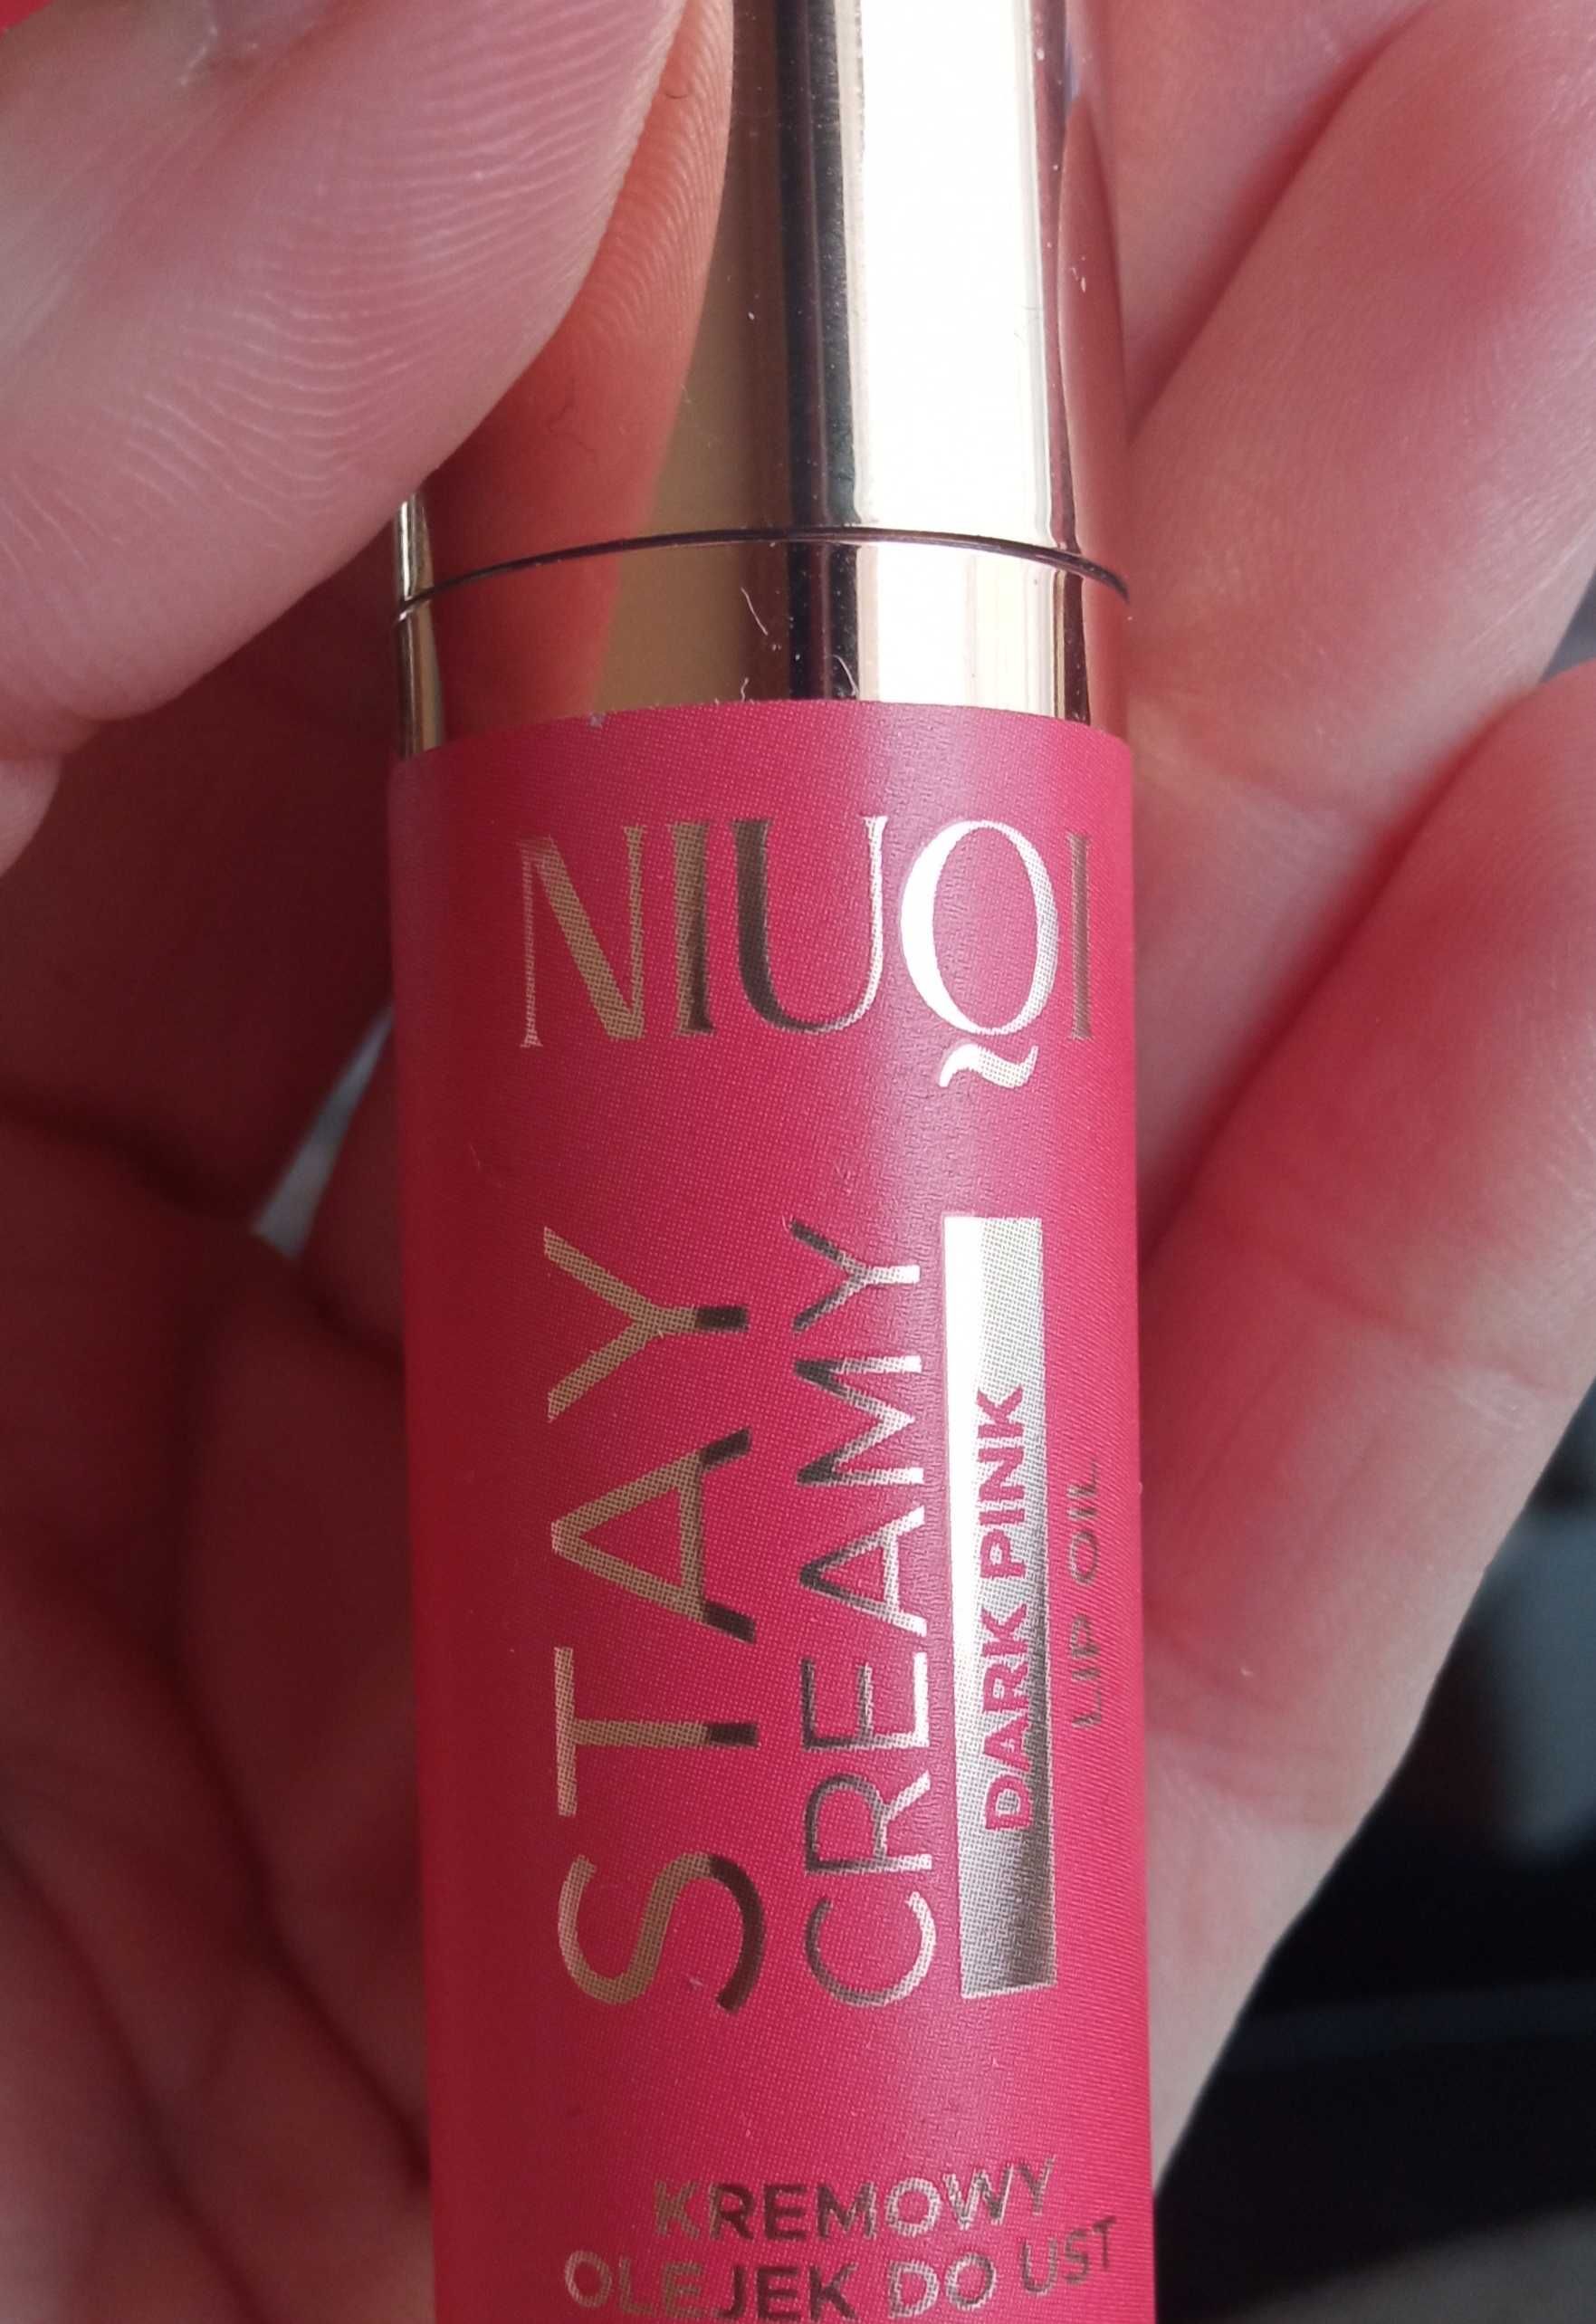 NIUQI
STAY
CREAMY
DARK PINK
LIP OIL
KREMOWY
OLEJEK DO UST